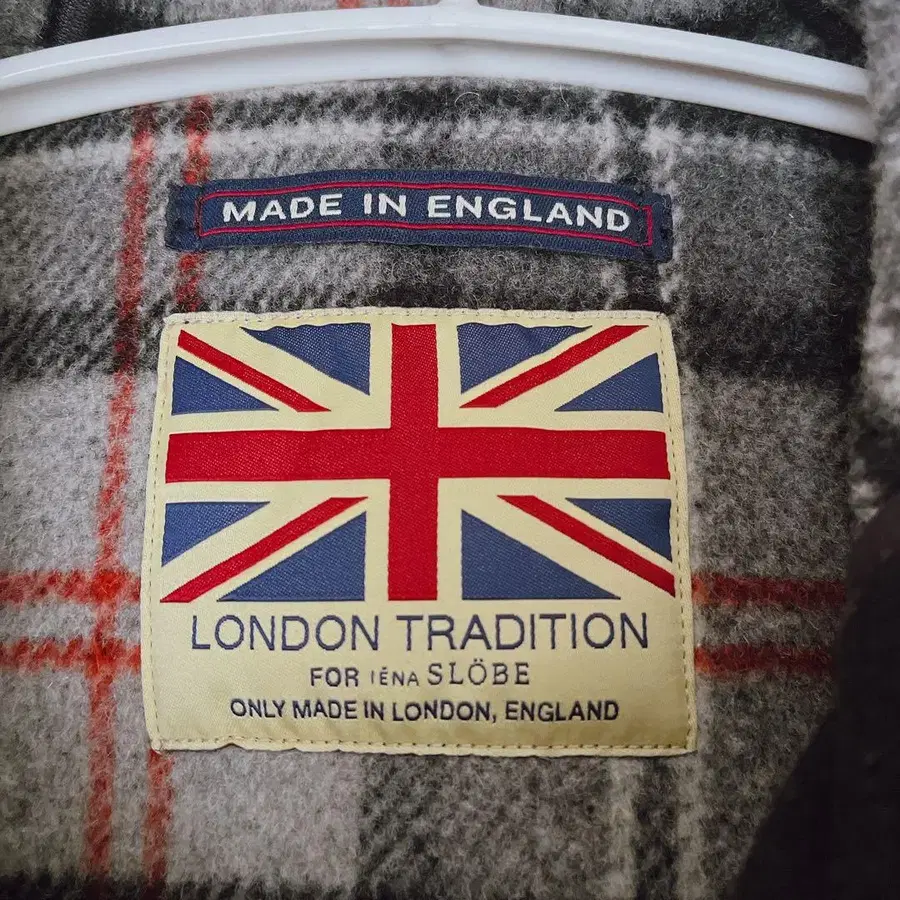 MADE IN ENGLAND
LONDON TRADITION
FOR IÉNA SLÖBE
ONLY MADE IN LONDON, ENGLAND